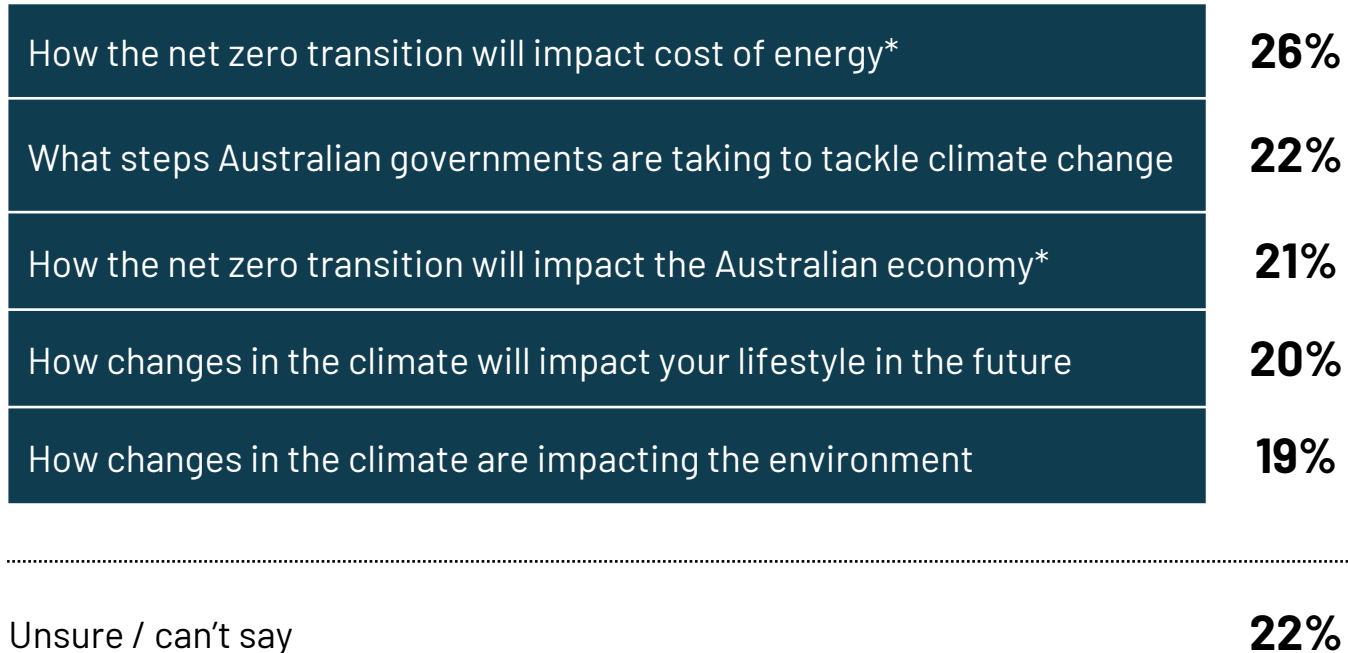 How the net zero transition will impact cost of energy* 26%
What steps Australian governments are taking to tackle climate change 22%
How the net zero transition will impact the Australian economy* 21%
How changes in the climate will impact your lifestyle in the future 20%
How changes in the climate are impacting the environment 19%
Unsure / can’t say 22%